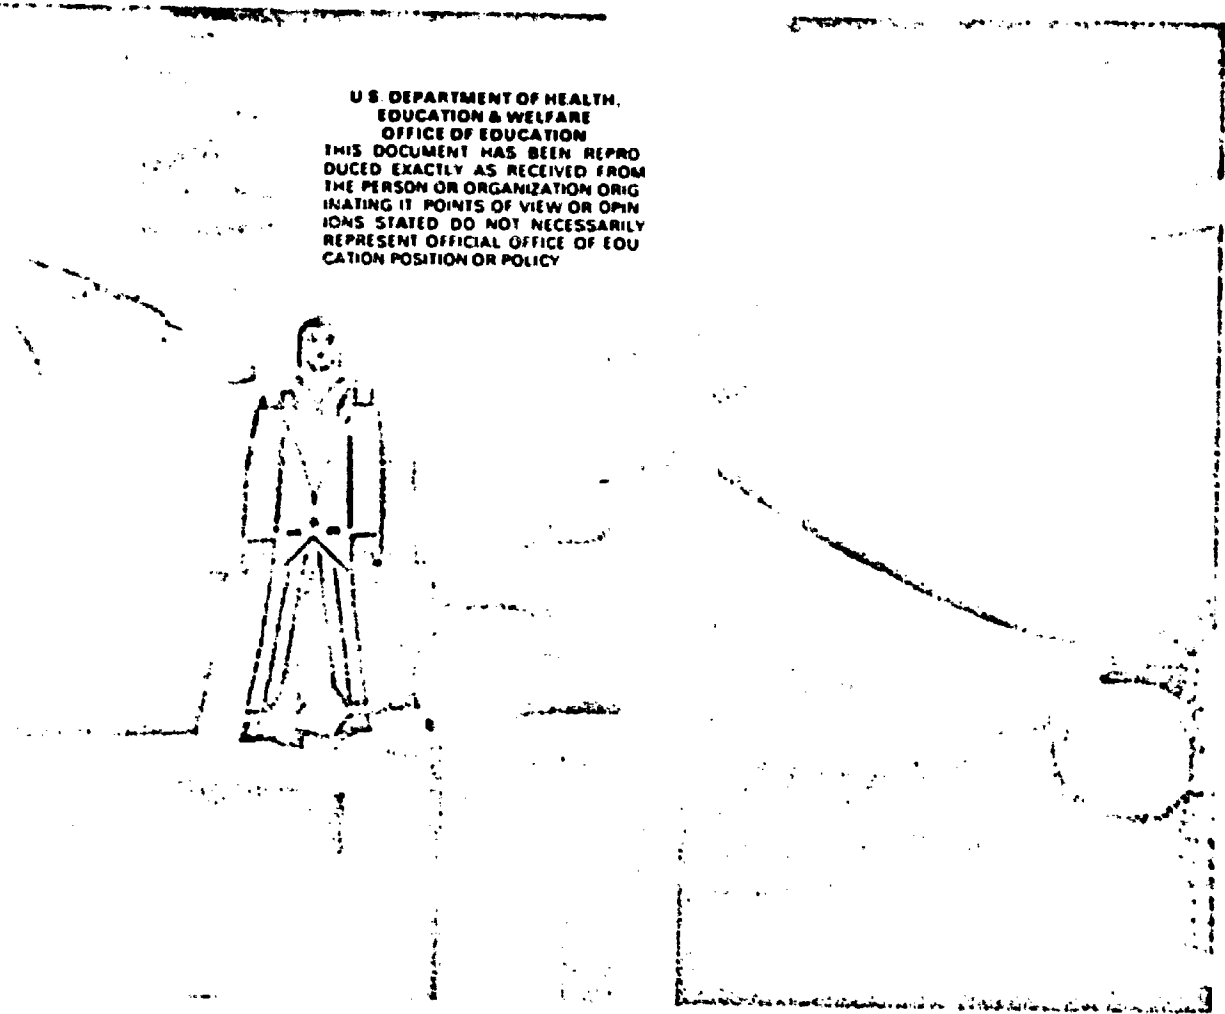 U S. DEPARTMENT OF HEALTH,
EDUCATION & WELFARE
OFFICE OF EDUCATION
THIS DOCUMENT HAS BEEN REPRO
DUCED EXACTLY AS RECEIVED FROM
THE PERSON OR ORGANIZATION ORIG
INATING IT POINTS OF VIEW OR OPIN
IONS STATED DO NOT NECESSARILY
REPRESENT OFFICIAL OFFICE OF EDU
CATION POSITION OR POLICY